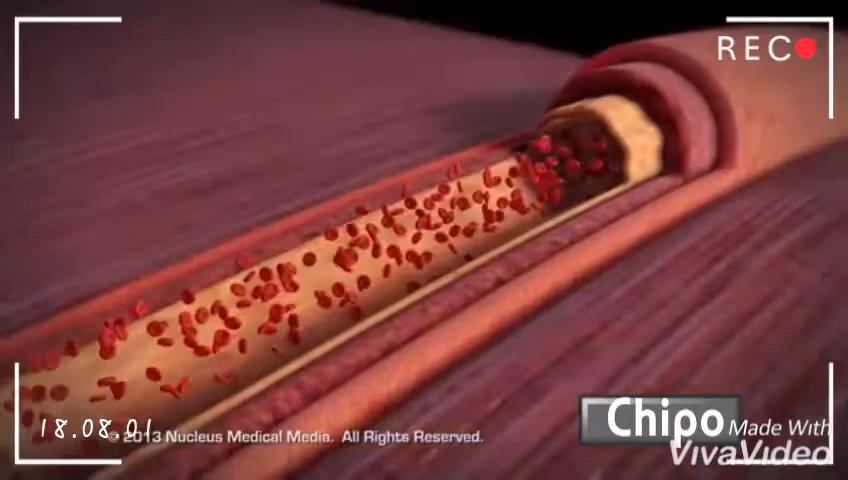 REC
18.08.01
© 2013 Nucleus Medical Media. All Rights Reserved.
Chipo
Made With
VivaVideo